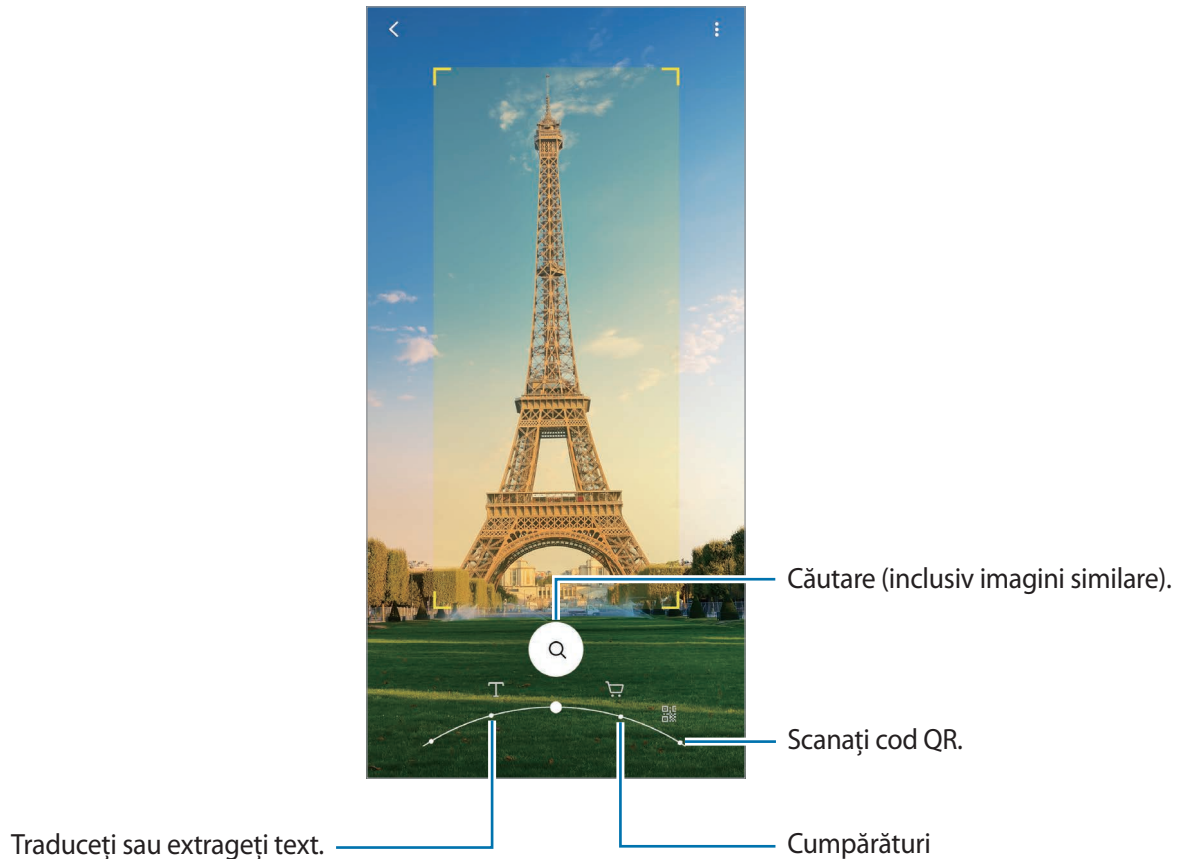 Căutare (inclusiv imagini similare).
Scanați cod QR.
Traduceți sau extrageți text.
Cumpărături